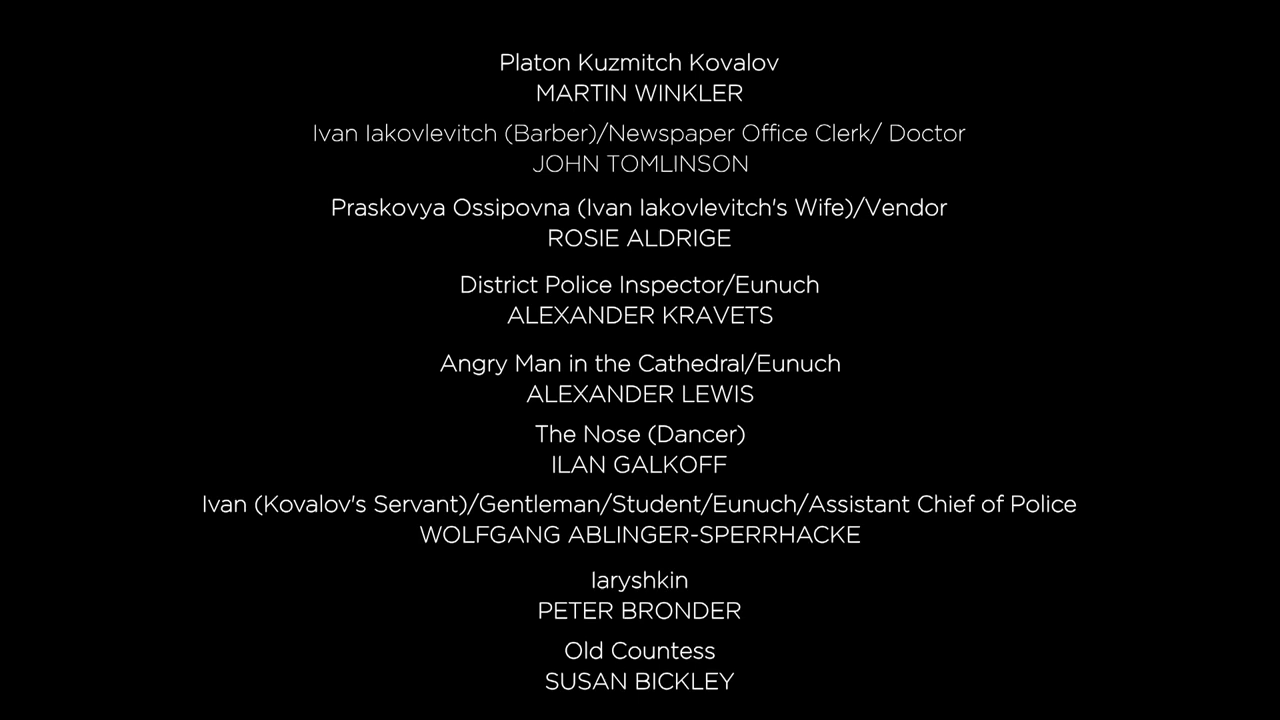 Platon Kuzmitch Kovalov
MARTIN WINKLER
Ivan Iakovlevitch (Barber)/Newspaper Office Clerk/ Doctor
JOHN TOMLINSON
Praskovya Ossipovna (Ivan Iakovlevitch's Wife)/Vendor
ROSIE ALDRIGE
District Police Inspector/Eunuch
ALEXANDER KRAVETS
Angry Man in the Cathedral/Eunuch
ALEXANDER LEWIS
The Nose (Dancer)
ILAN GALKOFF
Ivan (Kovalov's Servant)/Gentleman/Student/Eunuch/Assistant Chief of Police
WOLFGANG ABLINGER-SPERRHACKE
Iaryshkin
PETER BRONDER
Old Countess
SUSAN BICKLEY